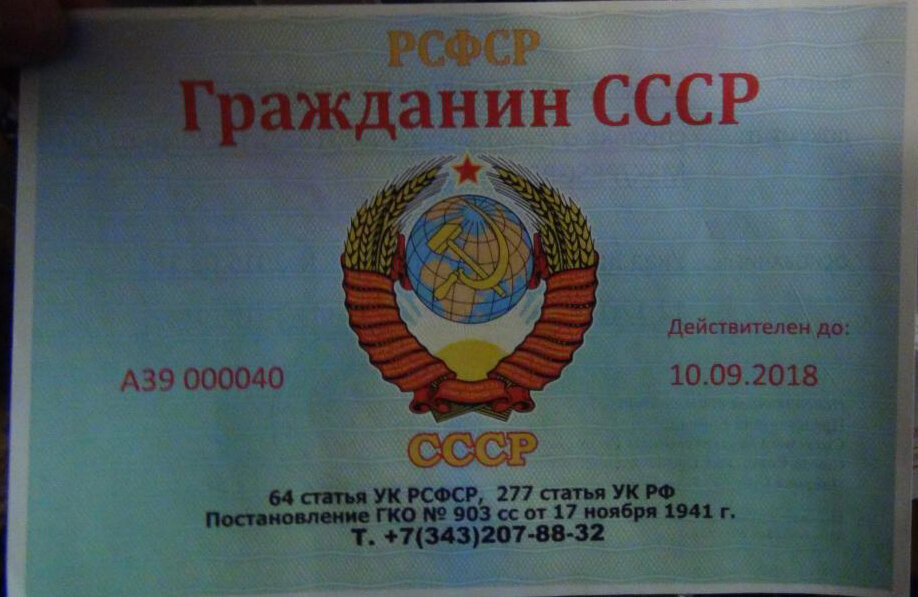 РСФСР
Гражданин СССР
Действителен до:
А39 000040
10.09.2018
СССР
64 статья УК РСФСР, 277 статья УК РФ
Постановление ГКО № 903 сс от 17 ноября 1941 г.
Т. +7(343)207-88-32